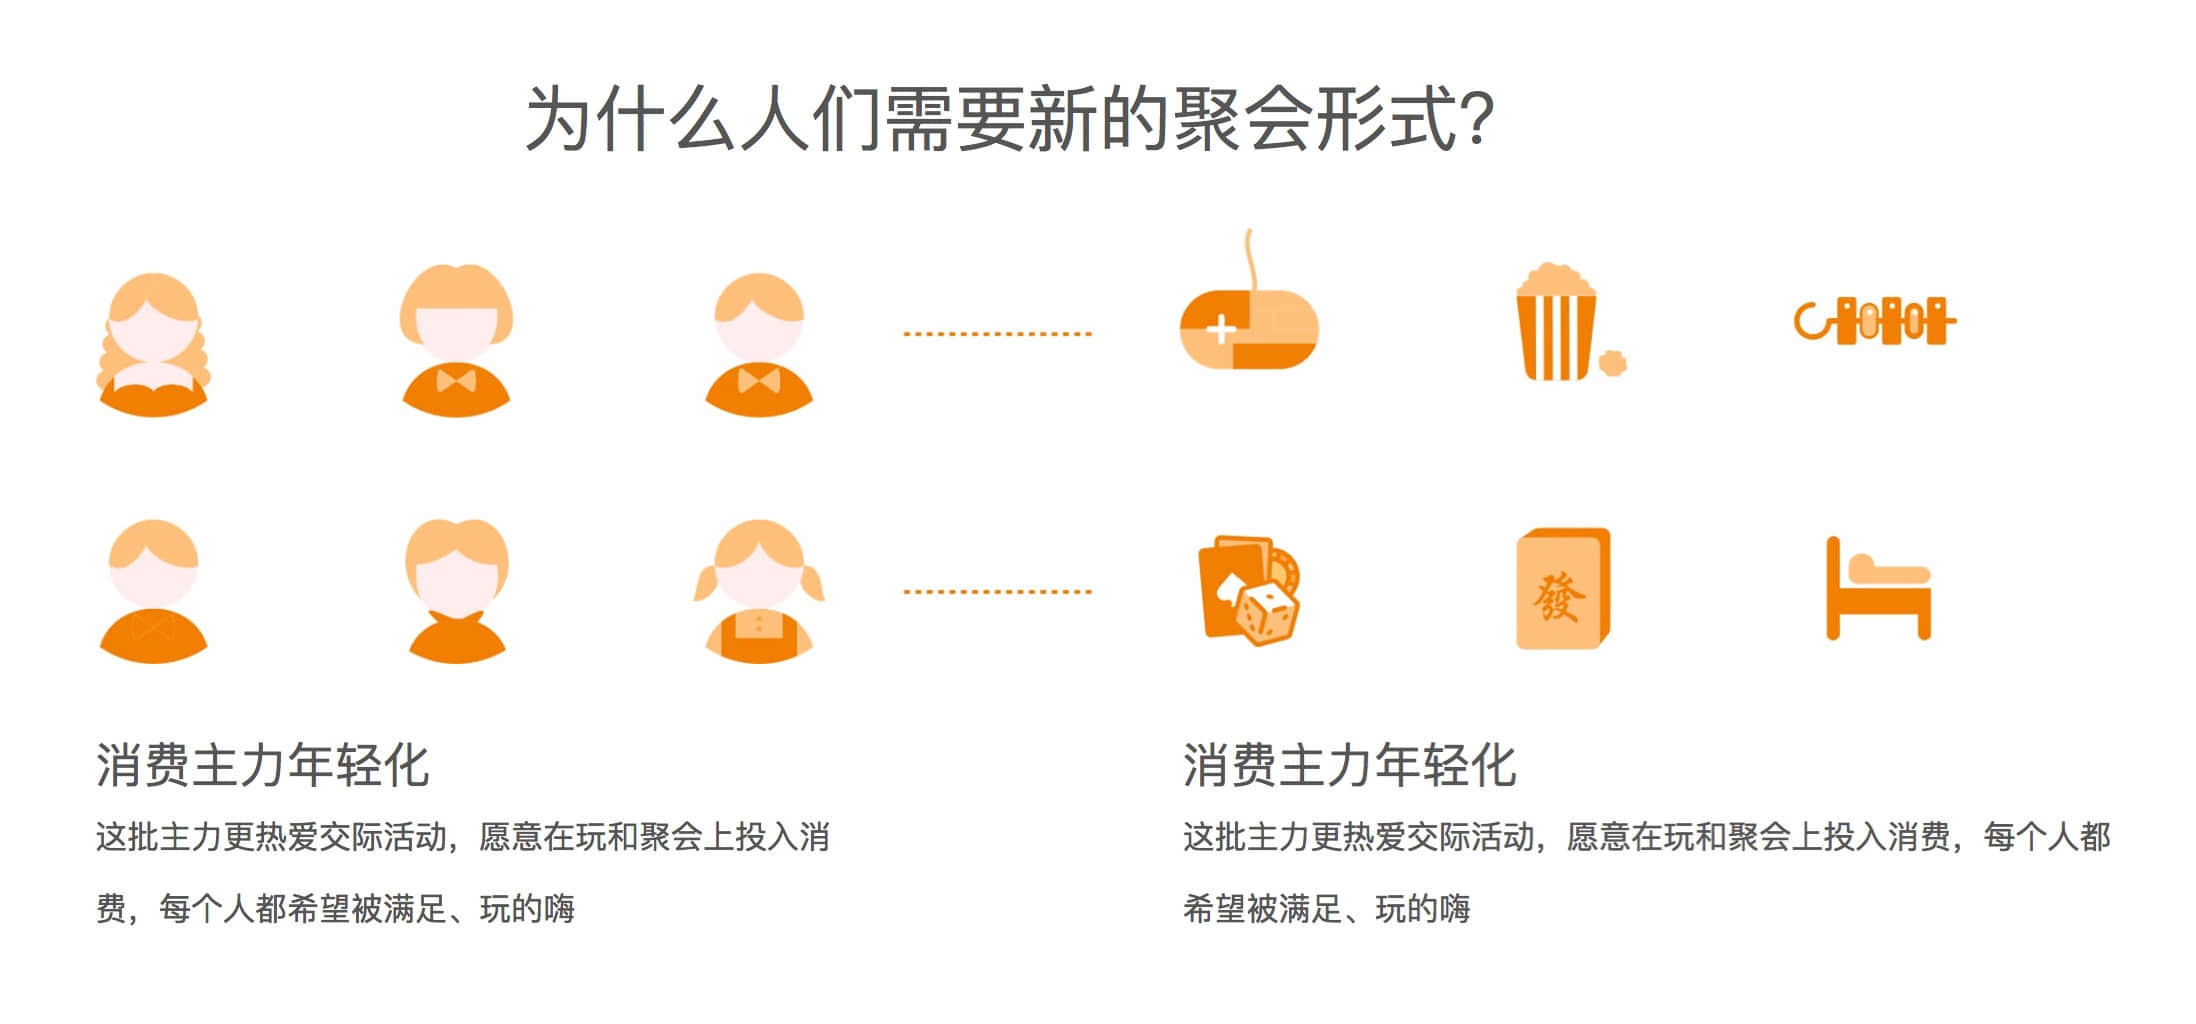 为什么人们需要新的聚会形式?
發
消费主力年轻化
这批主力更热爱交际活动，愿意在玩和聚会上投入消
费，每个人都希望被满足、玩的嗨
消费主力年轻化
这批主力更热爱交际活动，愿意在玩和聚会上投入消费，每个人都
希望被满足、玩的嗨